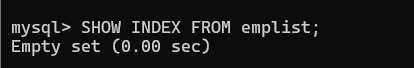 mysql> SHOW INDEX FROM emplist;
Empty set (0.00 sec)